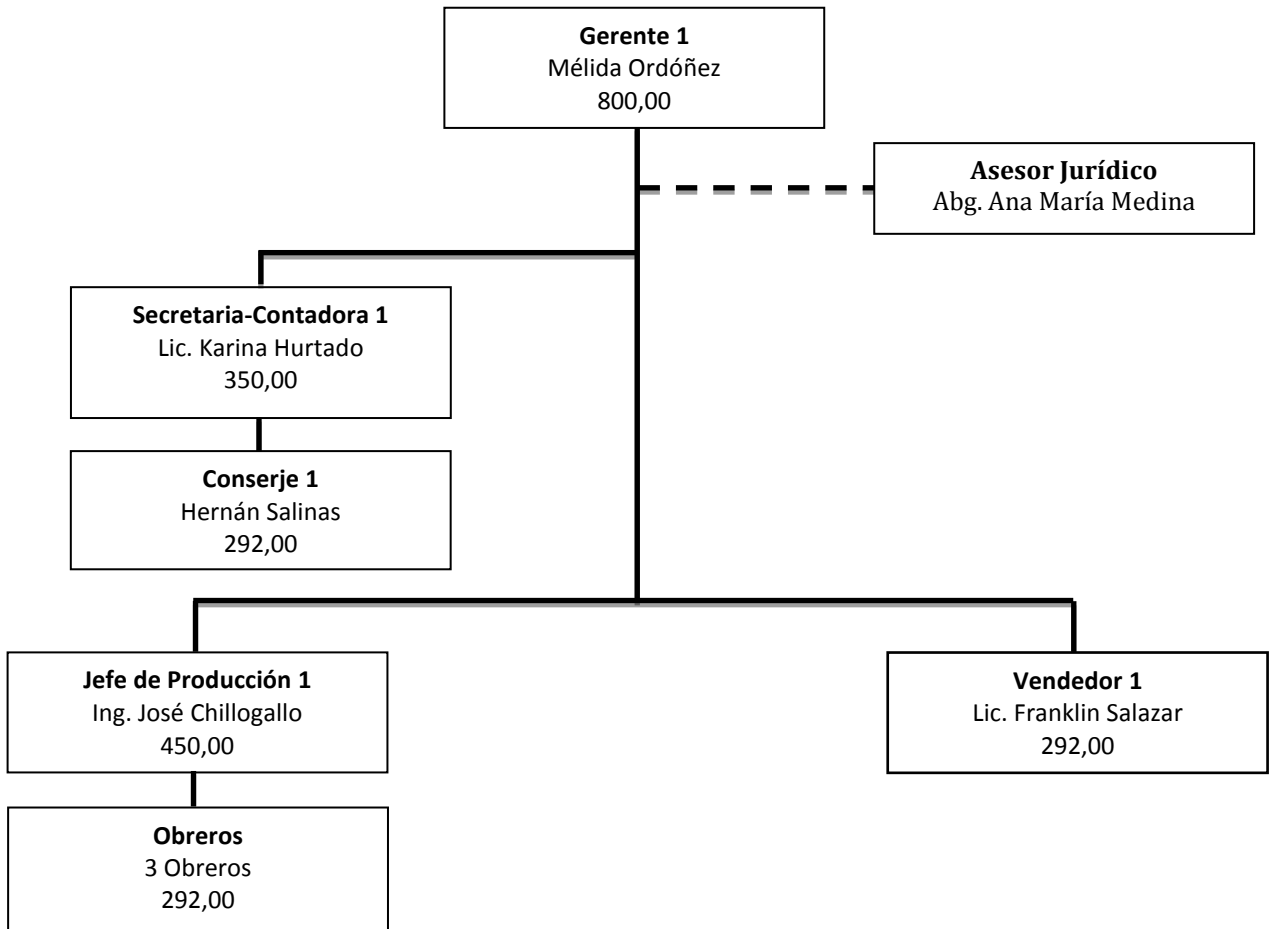 Gerente 1
Mélida Ordóñez
800,00
Asesor Jurídico
Abg. Ana María Medina
Secretaria-Contadora 1
Lic. Karina Hurtado
350,00
Conserje 1
Hernán Salinas
292,00
Jefe de Producción 1
Ing. José Chillogallo
450,00
Vendedor 1
Lic. Franklin Salazar
292,00
Obreros
3 Obreros
292,00